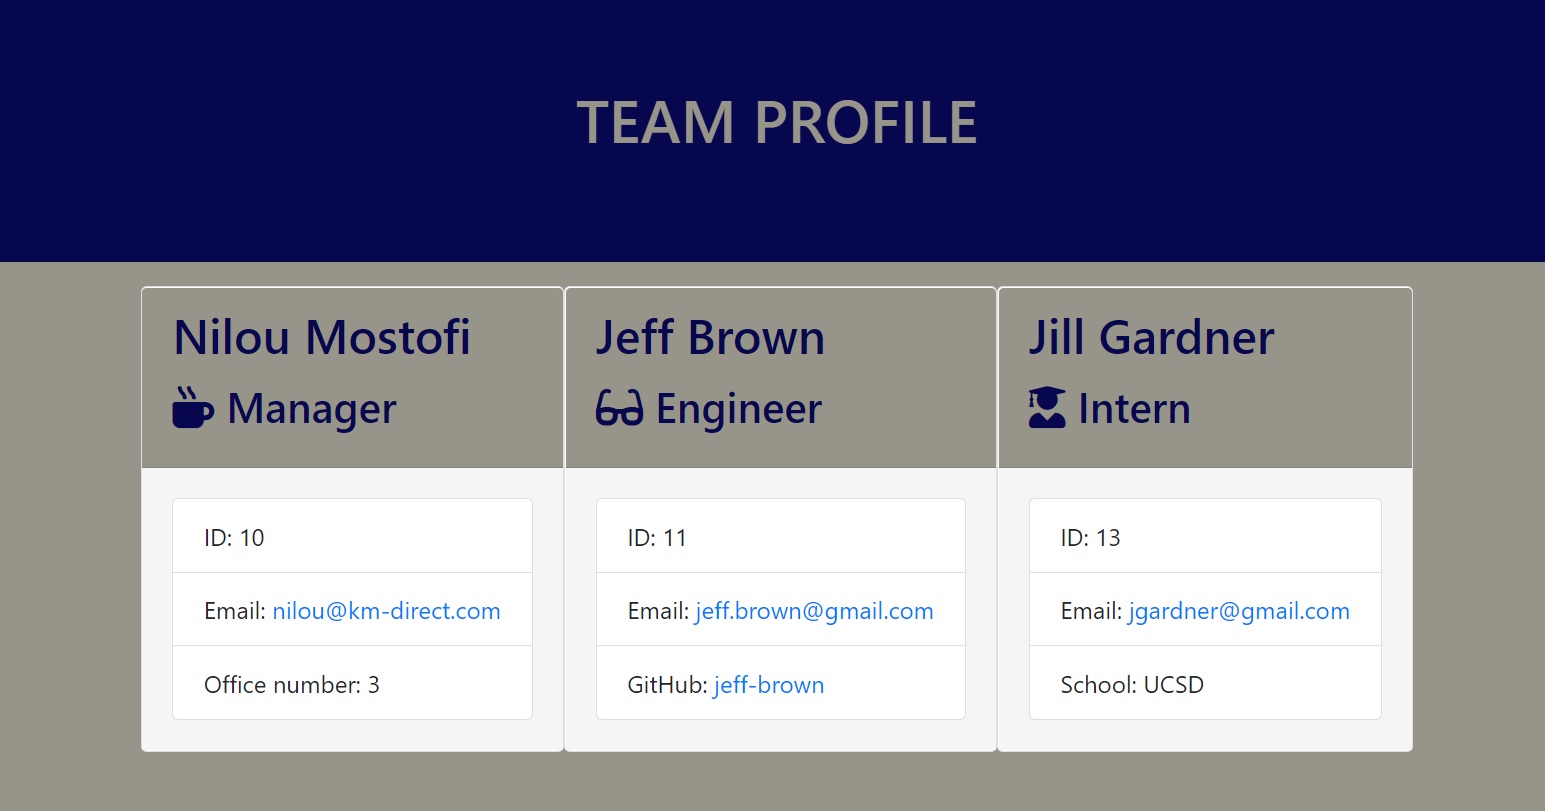 TEAM PROFILE
Nilou Mostofi
Manager
ID: 10
Email: nilou@km-direct.com
Office number: 3
Jeff Brown
Engineer
ID: 11
Email: jeff.brown@gmail.com
GitHub: jeff-brown
Jill Gardner
Intern
ID: 13
Email: jgardner@gmail.com
School: UCSD